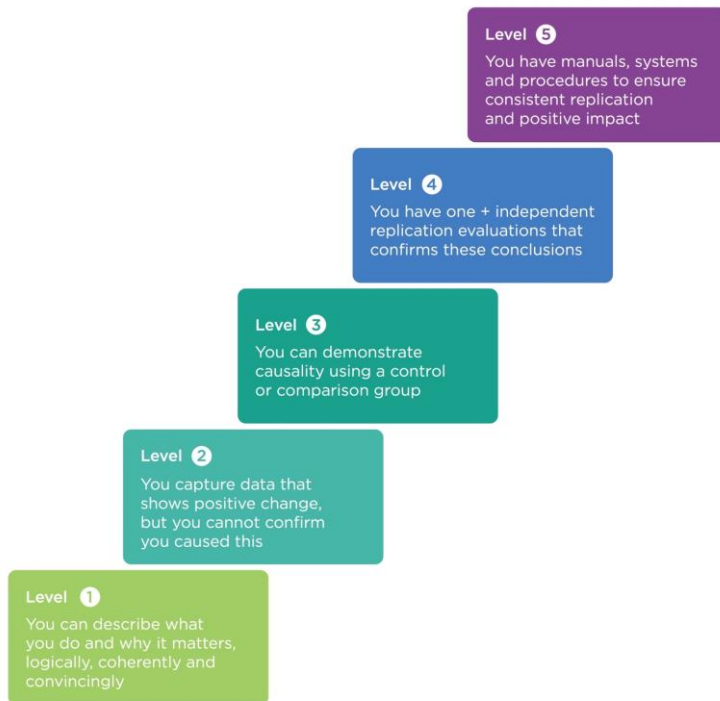 Level 5
You have manuals, systems
and procedures to ensure
consistent replication
and positive impact
Level 4
You have one + independent
replication evaluations that
confirms these conclusions
Level 3
You can demonstrate
causality using a control
or comparison group
Level 2
You capture data that
shows positive change,
but you cannot confirm
you caused this
Level 1
You can describe what
you do and why it matters,
logically, coherently and
convincingly